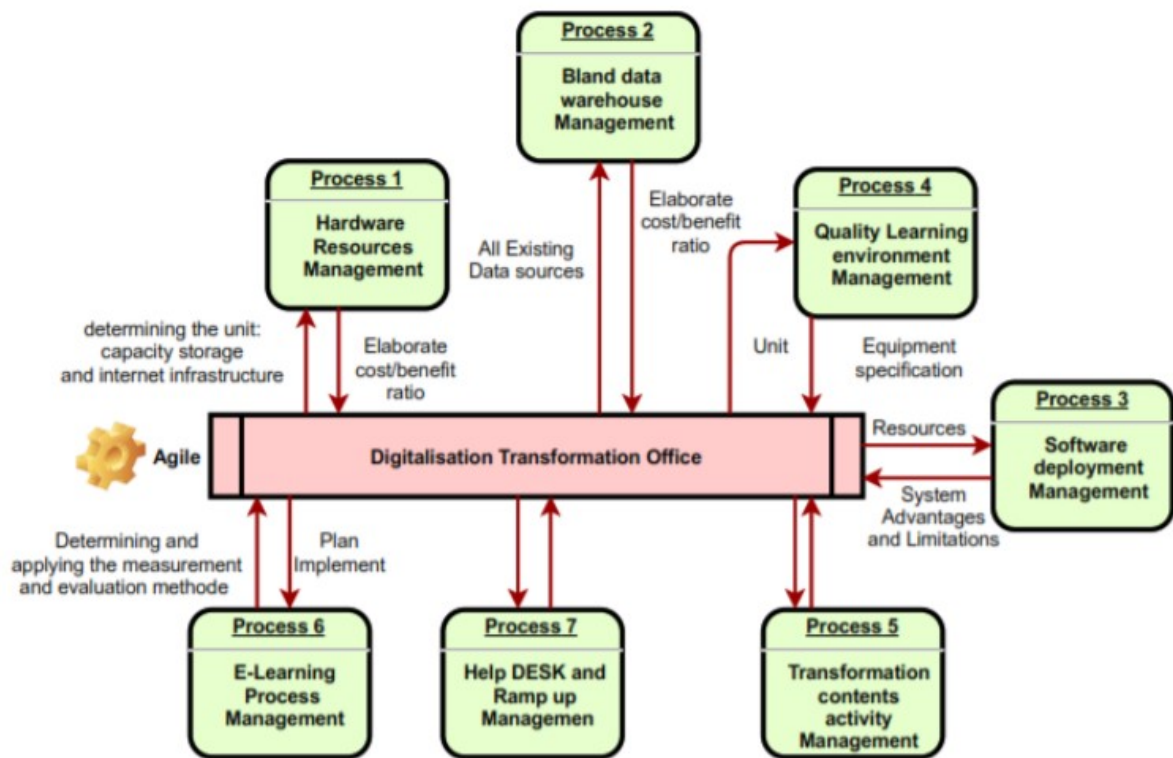 Process 2
Bland data
warehouse
Management
Process 1
Hardware
Resources
Management
Process 4
Quality Learning
environment
Management
All Existing
Data sources
Elaborate
cost/benefit
ratio
determining the unit:
capacity storage
and internet infrastructure
Elaborate
cost/benefit
ratio
Unit
Equipment
specification
Process 3
Software
deployment
Management
Agile
Digitalisation Transformation Office
Resources
System
Advantages
and Limitations
Determining and
applying the measurement
and evaluation methode
Plan
Implement
Process 6
E-Learning
Process
Management
Process 7
Help DESK and
Ramp up
Managemen
Process 5
Transformation
contents
activity
Management